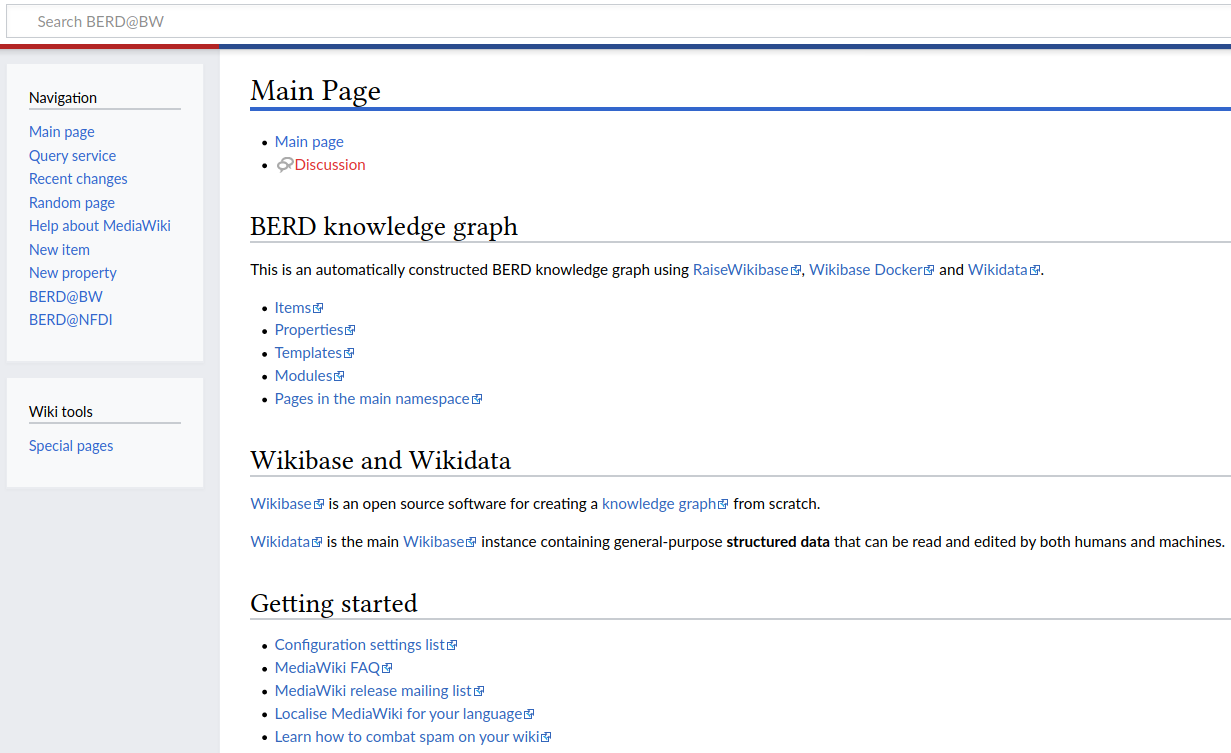 Search BERD@BW
Navigation
Main page
Query service
Recent changes
Random page
Help about MediaWiki
New item
New property
BERD@BW
BERD@NFDI
Wiki tools
Special pages
Main Page
Main page
Discussion
BERD knowledge graph
This is an automatically constructed BERD knowledge graph using RaiseWikibase, Wikibase Docker and Wikidata.
Items
Properties
Templates
Modules
Pages in the main namespace
Wikibase and Wikidata
Wikibase is an open source software for creating a knowledge graph from scratch.
Wikidata is the main Wikibase instance containing general-purpose structured data that can be read and edited by both humans and machines.
Getting started
Configuration settings list
MediaWiki FAQ
MediaWiki release mailing list
Localise MediaWiki for your language
Learn how to combat spam on your wiki